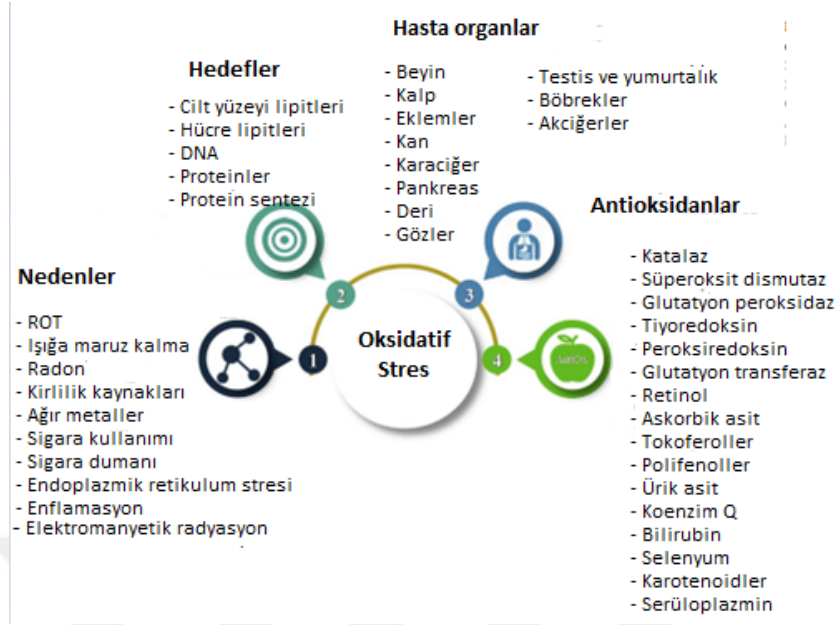 Nedenler
- ROT
- Işığa maruz kalma
- Radon
- Kirlilik kaynakları
- Ağır metaller
- Sigara kullanımı
- Sigara dumanı
- Endoplazmik retikulum stresi
- Enflamasyon
- Elektromanyetik radyasyon
1
Hedefler
- Cilt yüzeyi lipitleri
- Hücre lipitleri
- DNA
- Proteinler
- Protein sentezi
2
Hasta organlar
- Beyin
- Kalp
- Eklemler
- Kan
- Karaciğer
- Pankreas
- Deri
- Gözler
- Testis ve yumurtalık
- Böbrekler
- Akciğerler
3
Oksidatif
Stres
Antioksidanlar
- Katalaz
- Süperoksit dismutaz
- Glutatyon peroksidaz
- Tiyoredoksin
- Peroksiredoksin
- Glutatyon transferaz
- Retinol
- Askorbik asit
- Tokoferoller
- Polifenoller
- Ürik asit
- Koenzim Q
- Bilirubin
- Selenyum
- Karotenoidler
- Serüloplazmin
4